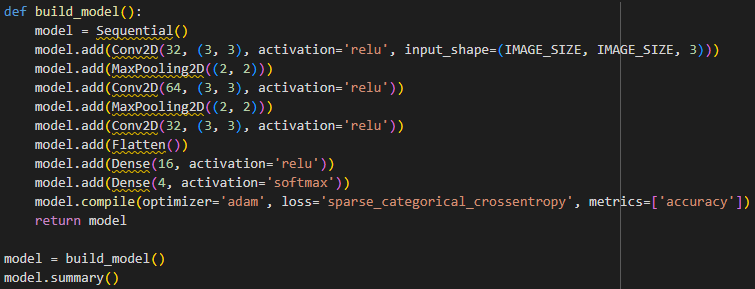 def build_model():
    model = Sequential()
    model.add(Conv2D(32, (3, 3), activation='relu', input_shape=(IMAGE_SIZE, IMAGE_SIZE, 3)))
    model.add(MaxPooling2D((2, 2)))
    model.add(Conv2D(64, (3, 3), activation='relu'))
    model.add(MaxPooling2D((2, 2)))
    model.add(Conv2D(32, (3, 3), activation='relu'))
    model.add(Flatten())
    model.add(Dense(16, activation='relu'))
    model.add(Dense(4, activation='softmax'))
    model.compile(optimizer='adam', loss='sparse_categorical_crossentropy', metrics=['accuracy'])
    return model

model = build_model()
model.summary()